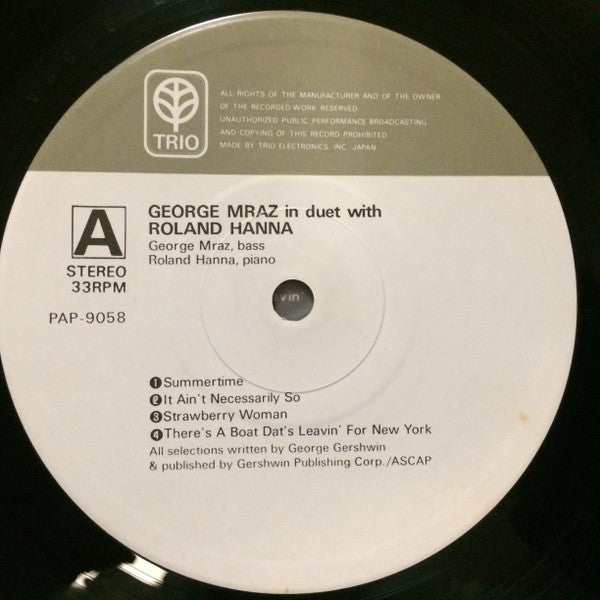 TRIO
ALL RIGHTS OF THE MANUFACTURER AND OF THE OWNER
OF THE RECORDED WORK RESERVED
UNAUTHORIZED PUBLIC PERFORMANCE BROADCASTING
AND COPYING OF THIS RECORD PROHIBITED
MADE BY TRIO ELECTRONICS, INC. JAPAN
A
STEREO
33RPM
PAP-9058
GEORGE MRAZ in duet with
ROLAND HANNA
George Mraz, bass
Roland Hanna, piano
vin
❶Summertime
❷It Ain't Necessarily So
❸Strawberry Woman
❹There's A Boat Dat's Leavin' For New York
All selections written by George Gershwin
& published by Gershwin Publishing Corp./ASCAP